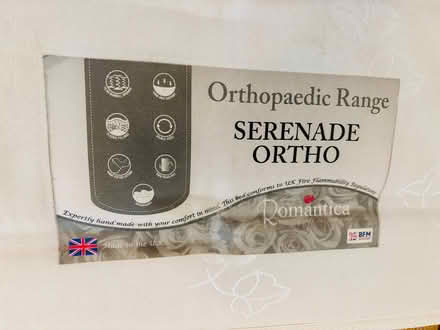 Orthopaedic Range
SERENADE
ORTHO
Expertly hand made with your comfort in mind. This bed conforms to UK Fire Flammability Regulations
Romantica
Made in the U.K.
BFM